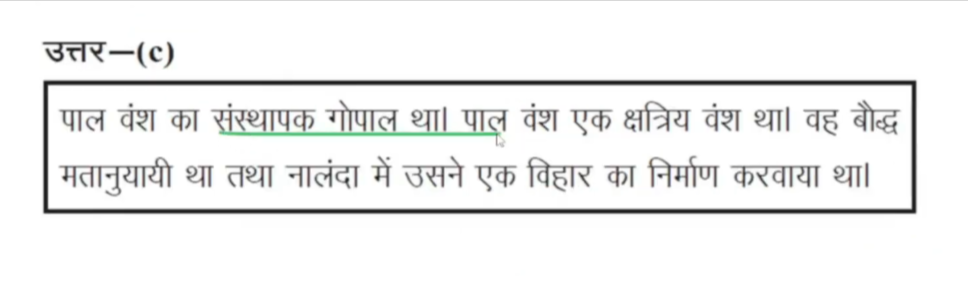 उत्तर–(c)
पाल वंश का संस्थापक गोपाल था। पाल वंश एक क्षत्रिय वंश था। वह बौद्ध
मतानुयायी था तथा नालंदा में उसने एक विहार का निर्माण करवाया था।